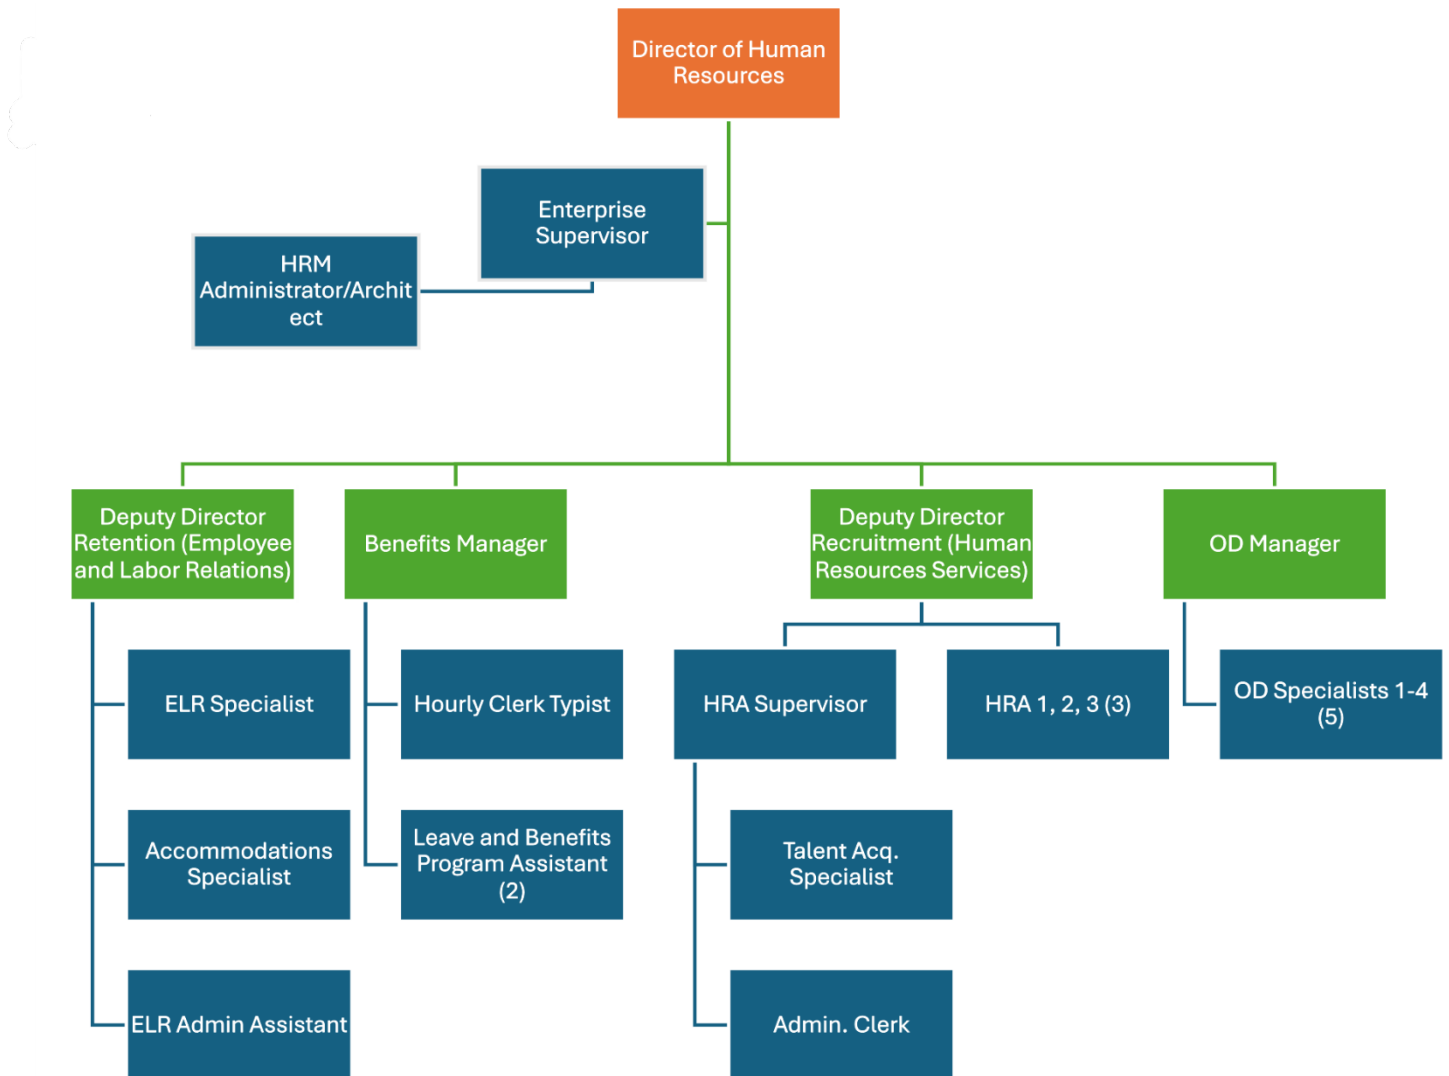 Director of Human
Resources
Enterprise
Supervisor
HRM
Administrator/Archit
ect
Deputy Director
Retention (Employee
and Labor Relations)
Benefits Manager
Deputy Director
Recruitment (Human
Resources Services)
OD Manager
ELR Specialist
Hourly Clerk Typist
HRA Supervisor
HRA 1, 2, 3 (3)
OD Specialists 1-4
(5)
Accommodations
Specialist
Leave and Benefits
Program Assistant
(2)
Talent Acq.
Specialist
ELR Admin Assistant
Admin. Clerk